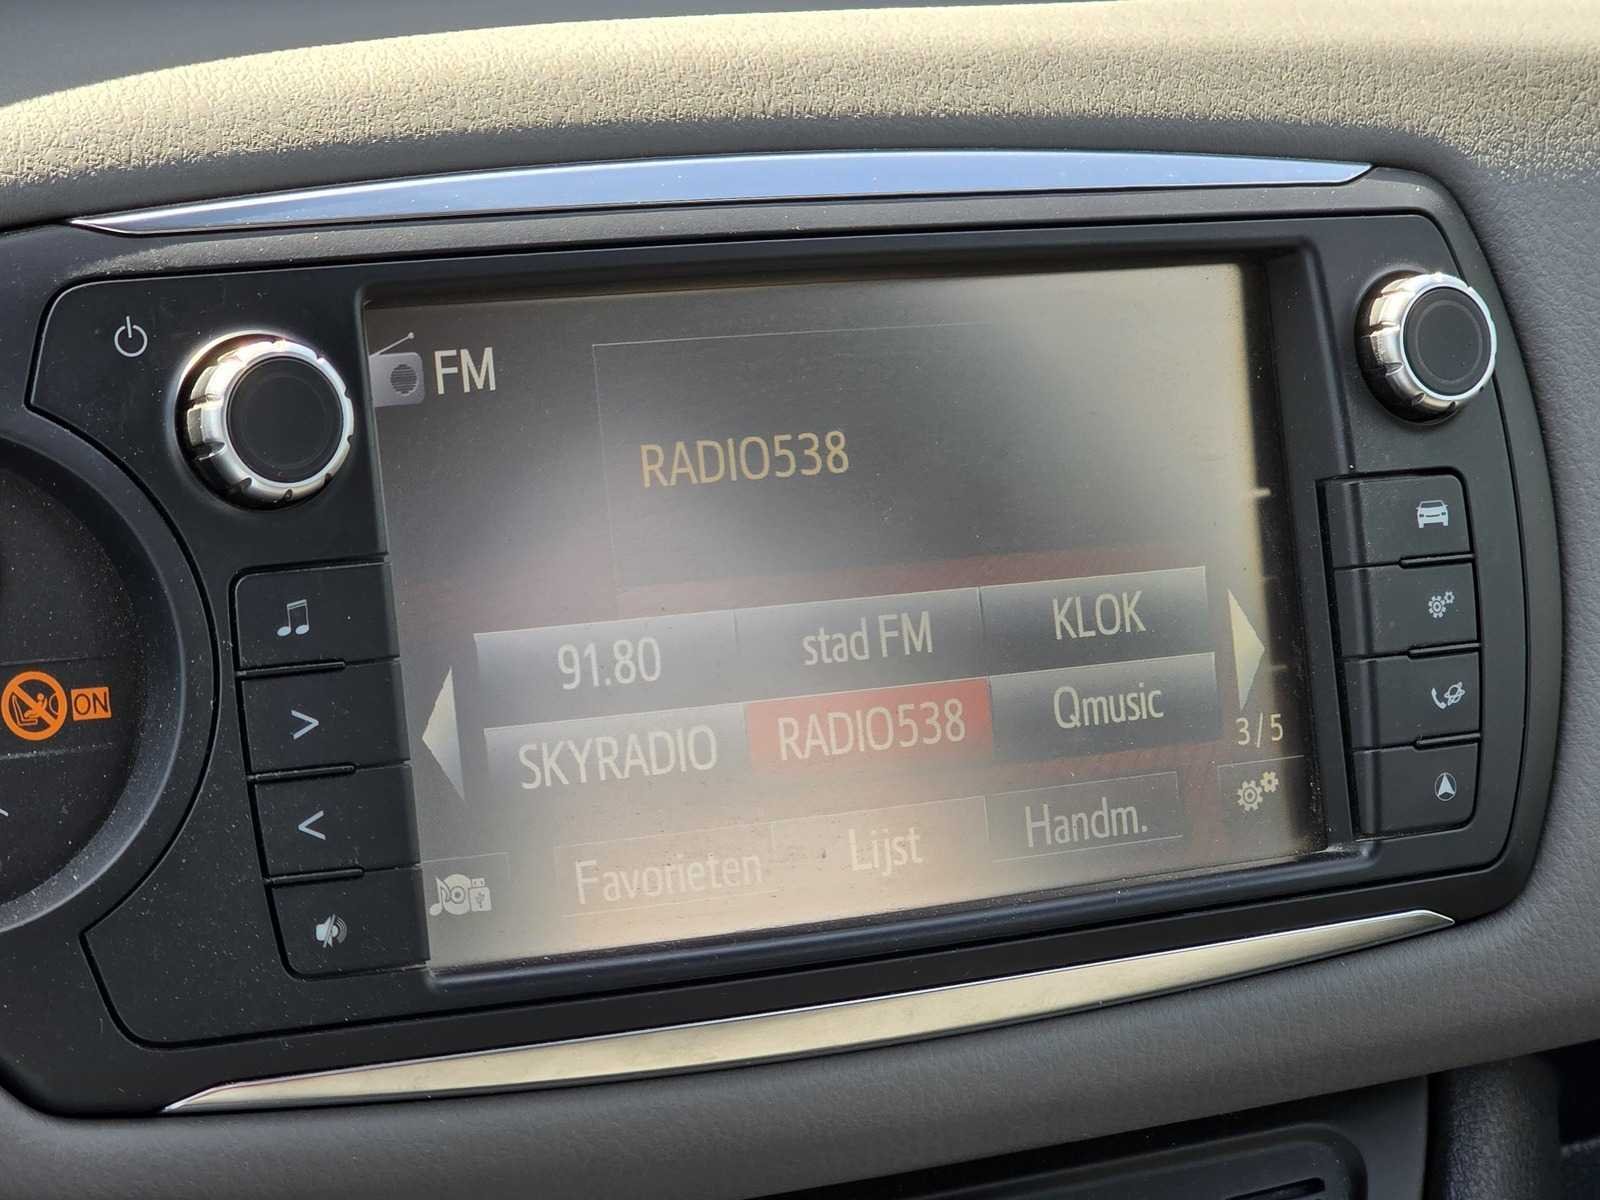 FM
RADIO538
91.80
stad FM
KLOK
SKYRADIO
RADIO538
Qmusic
3/5
Favorieten
Lijst
Handm.
ON